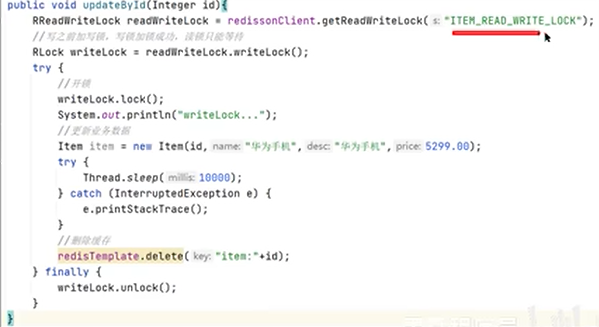 public void updateById(Integer id){
RReadWriteLock readWriteLock = redissonClient.getReadWriteLock( s: "ITEM_READ_WRITE_LOCK");
//写之前加写锁，写锁加锁成功，读锁只能等待
RLock writeLock = readWriteLock.writeLock();
try {
//开锁
writeLock.lock();
System.out.println("writeLock...");
//更新业务数据
Item item = new Item(id, name: "华为手机", desc: "华为手机", price: 5299.00);
try {
Thread.sleep( millis: 10000);
} catch (InterruptedException e) {
e.printStackTrace();
}
//删除缓存
redisTemplate.delete( key: "item:"+id);
} finally {
writeLock.unlock();
}
}